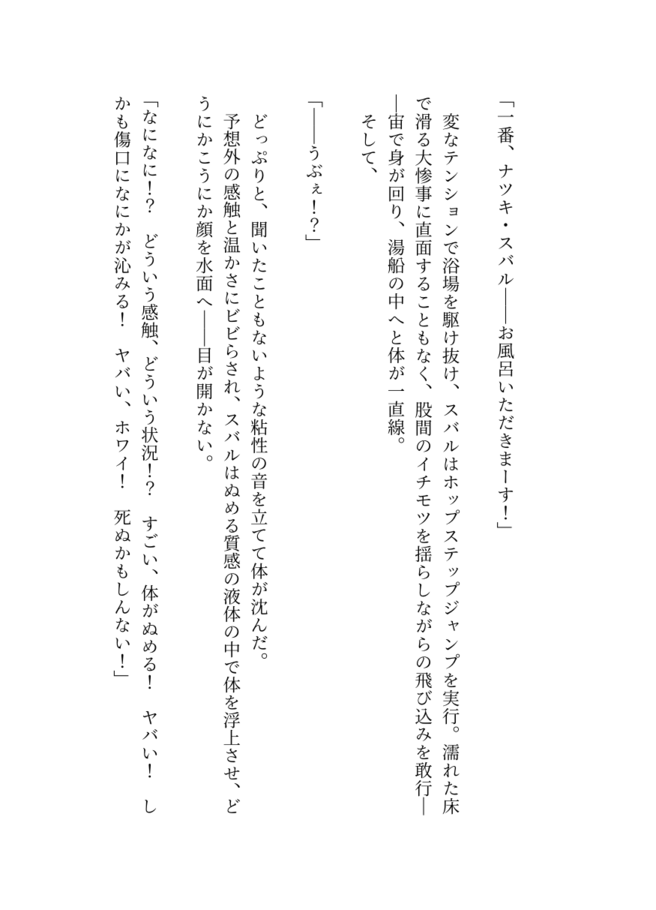 「一番、ナツキ・スバル――お風呂いただきまーす！」
　変なテンションで浴場を駆け抜け、スバルはホップステップジャンプを実行。濡れた床
で滑る大惨事に直面することもなく、股間のイチモツを揺らしながらの飛び込みを敢行―
―宙で身が回り、湯船の中へと体が一直線。
　そして、
「――うぶぇ！？」
　どっぷりと、聞いたこともないような粘性の音を立てて体が沈んだ。
　予想外の感触と温かさにビビらされ、スバルはぬめる質感の液体の中で体を浮上させ、ど
うにかこうにか顔を水面へ――目が開かない。
「なになに！？　どういう感触、どういう状況！？　すごい、体がぬめる！　ヤバい！　し
かも傷口になにかが沁みる！　ヤバい、ホワイ！　死ぬかもしんない！」